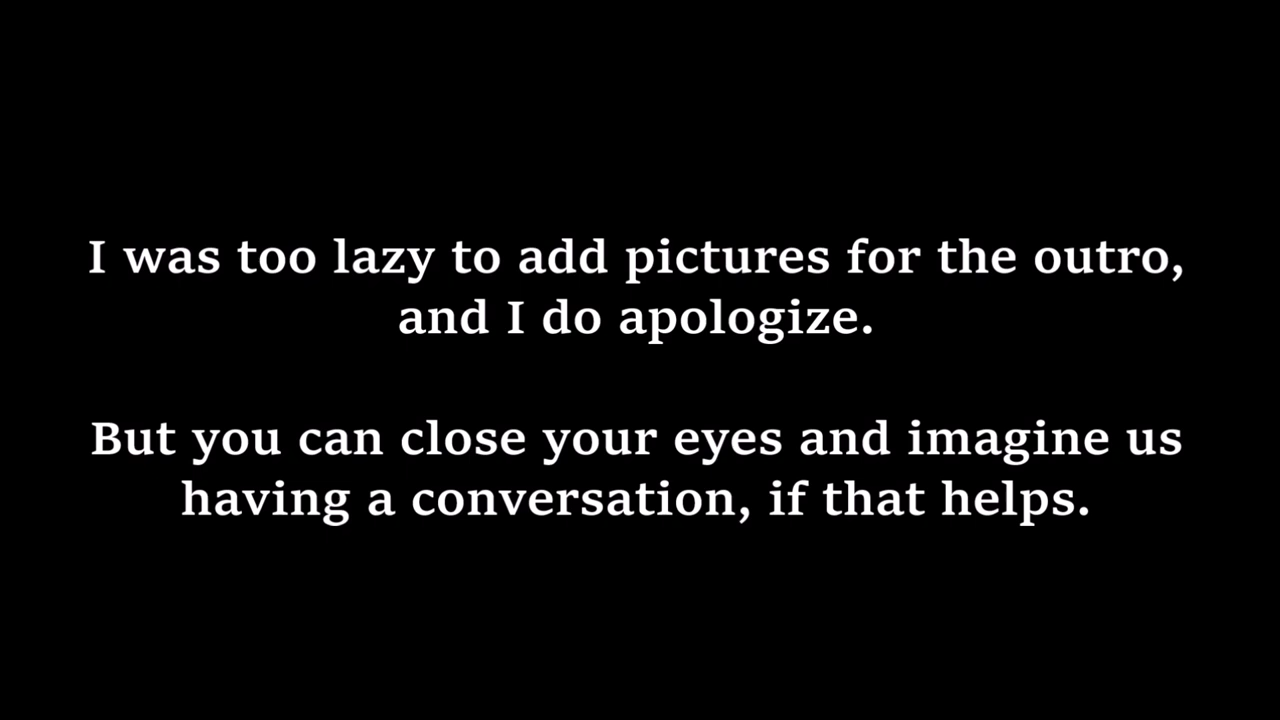 I was too lazy to add pictures for the outro,
and I do apologize.
But you can close your eyes and imagine us
having a conversation, if that helps.